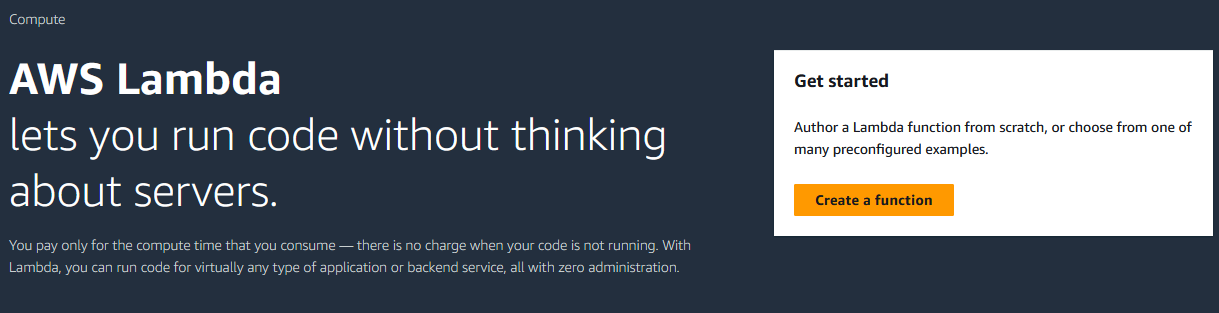 Compute
AWS Lambda
lets you run code without thinking
about servers.
You pay only for the compute time that you consume — there is no charge when your code is not running. With
Lambda, you can run code for virtually any type of application or backend service, all with zero administration.
Get started
Author a Lambda function from scratch, or choose from one of
many preconfigured examples.
Create a function